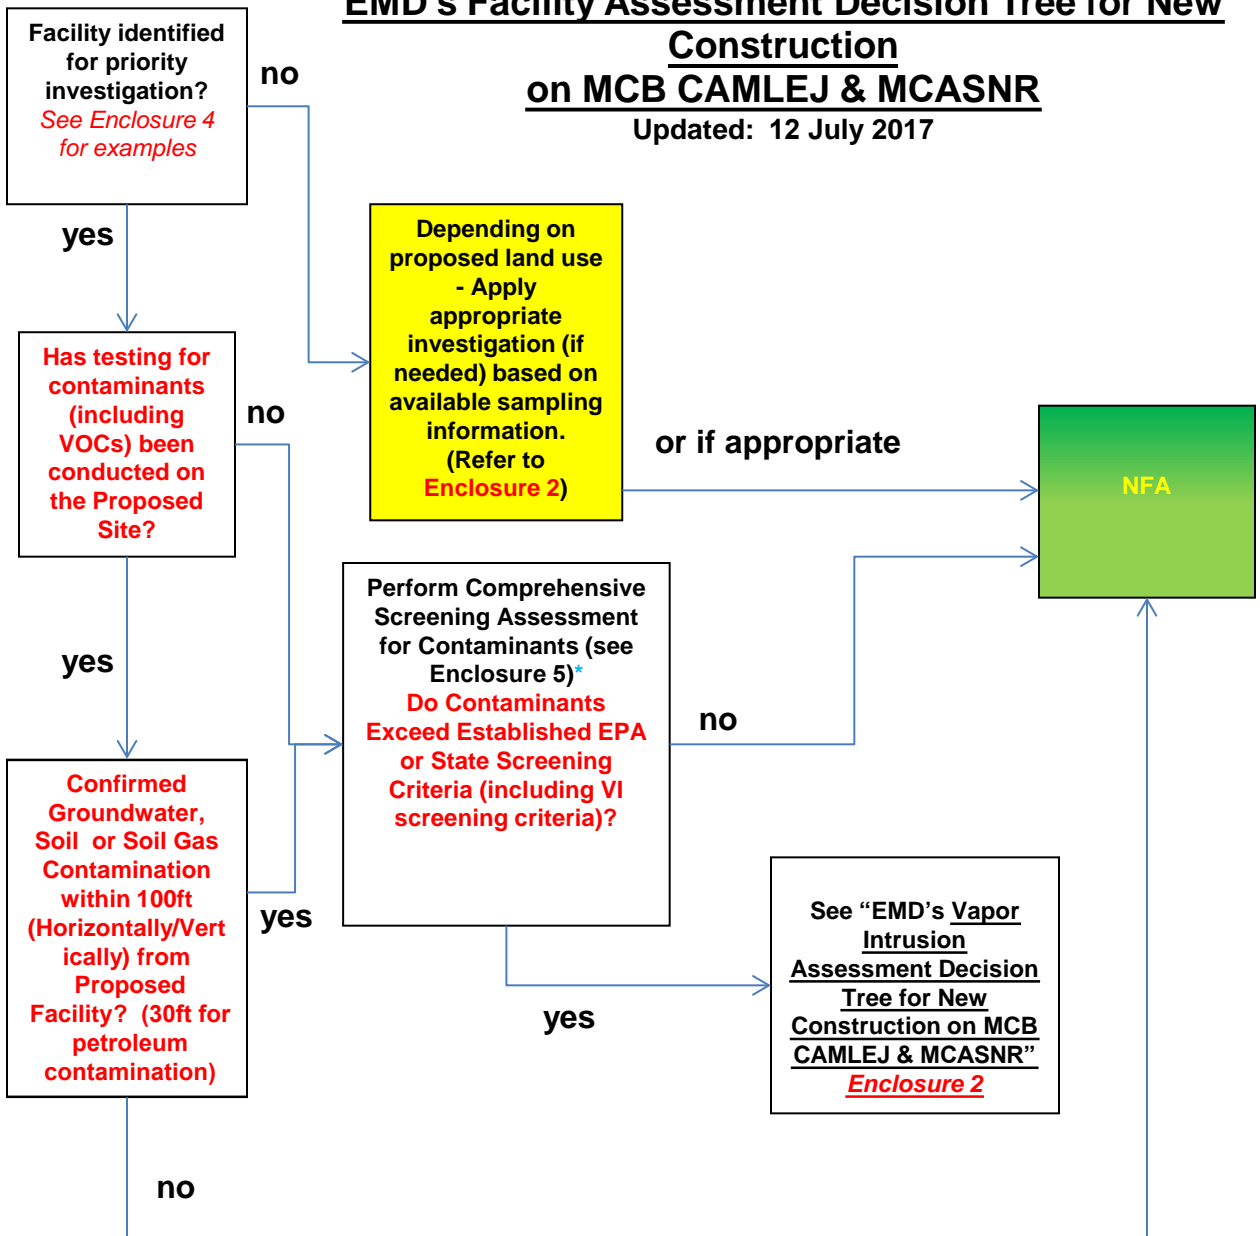 EMD's Facility Assessment Decision Tree for New
Construction
on MCB CAMLEJ & MCASNR
Updated: 12 July 2017
Facility identified
for priority
investigation?
See Enclosure 4
for examples
no
yes
Depending on
proposed land use
- Apply
appropriate
investigation (if
needed) based on
available sampling
information.
(Refer to
Enclosure 2)
or if appropriate
NFA
Has testing for
contaminants
(including
VOCs) been
conducted on
the Proposed
Site?
no
yes
Perform Comprehensive
Screening Assessment
for Contaminants (see
Enclosure 5)*
Do Contaminants
Exceed Established EPA
or State Screening
Criteria (including VI
screening criteria)?
no
yes
Confirmed
Groundwater,
Soil or Soil Gas
Contamination
within 100ft
(Horizontally/Vert
ically) from
Proposed
Facility? (30ft for
petroleum
contamination)
yes
no
See “EMD's Vapor
Intrusion
Assessment Decision
Tree for New
Construction on MCB
CAMLEJ & MCASNR”
Enclosure 2